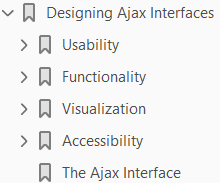 Designing Ajax Interfaces
Usability
Functionality
Visualization
Accessibility
The Ajax Interface